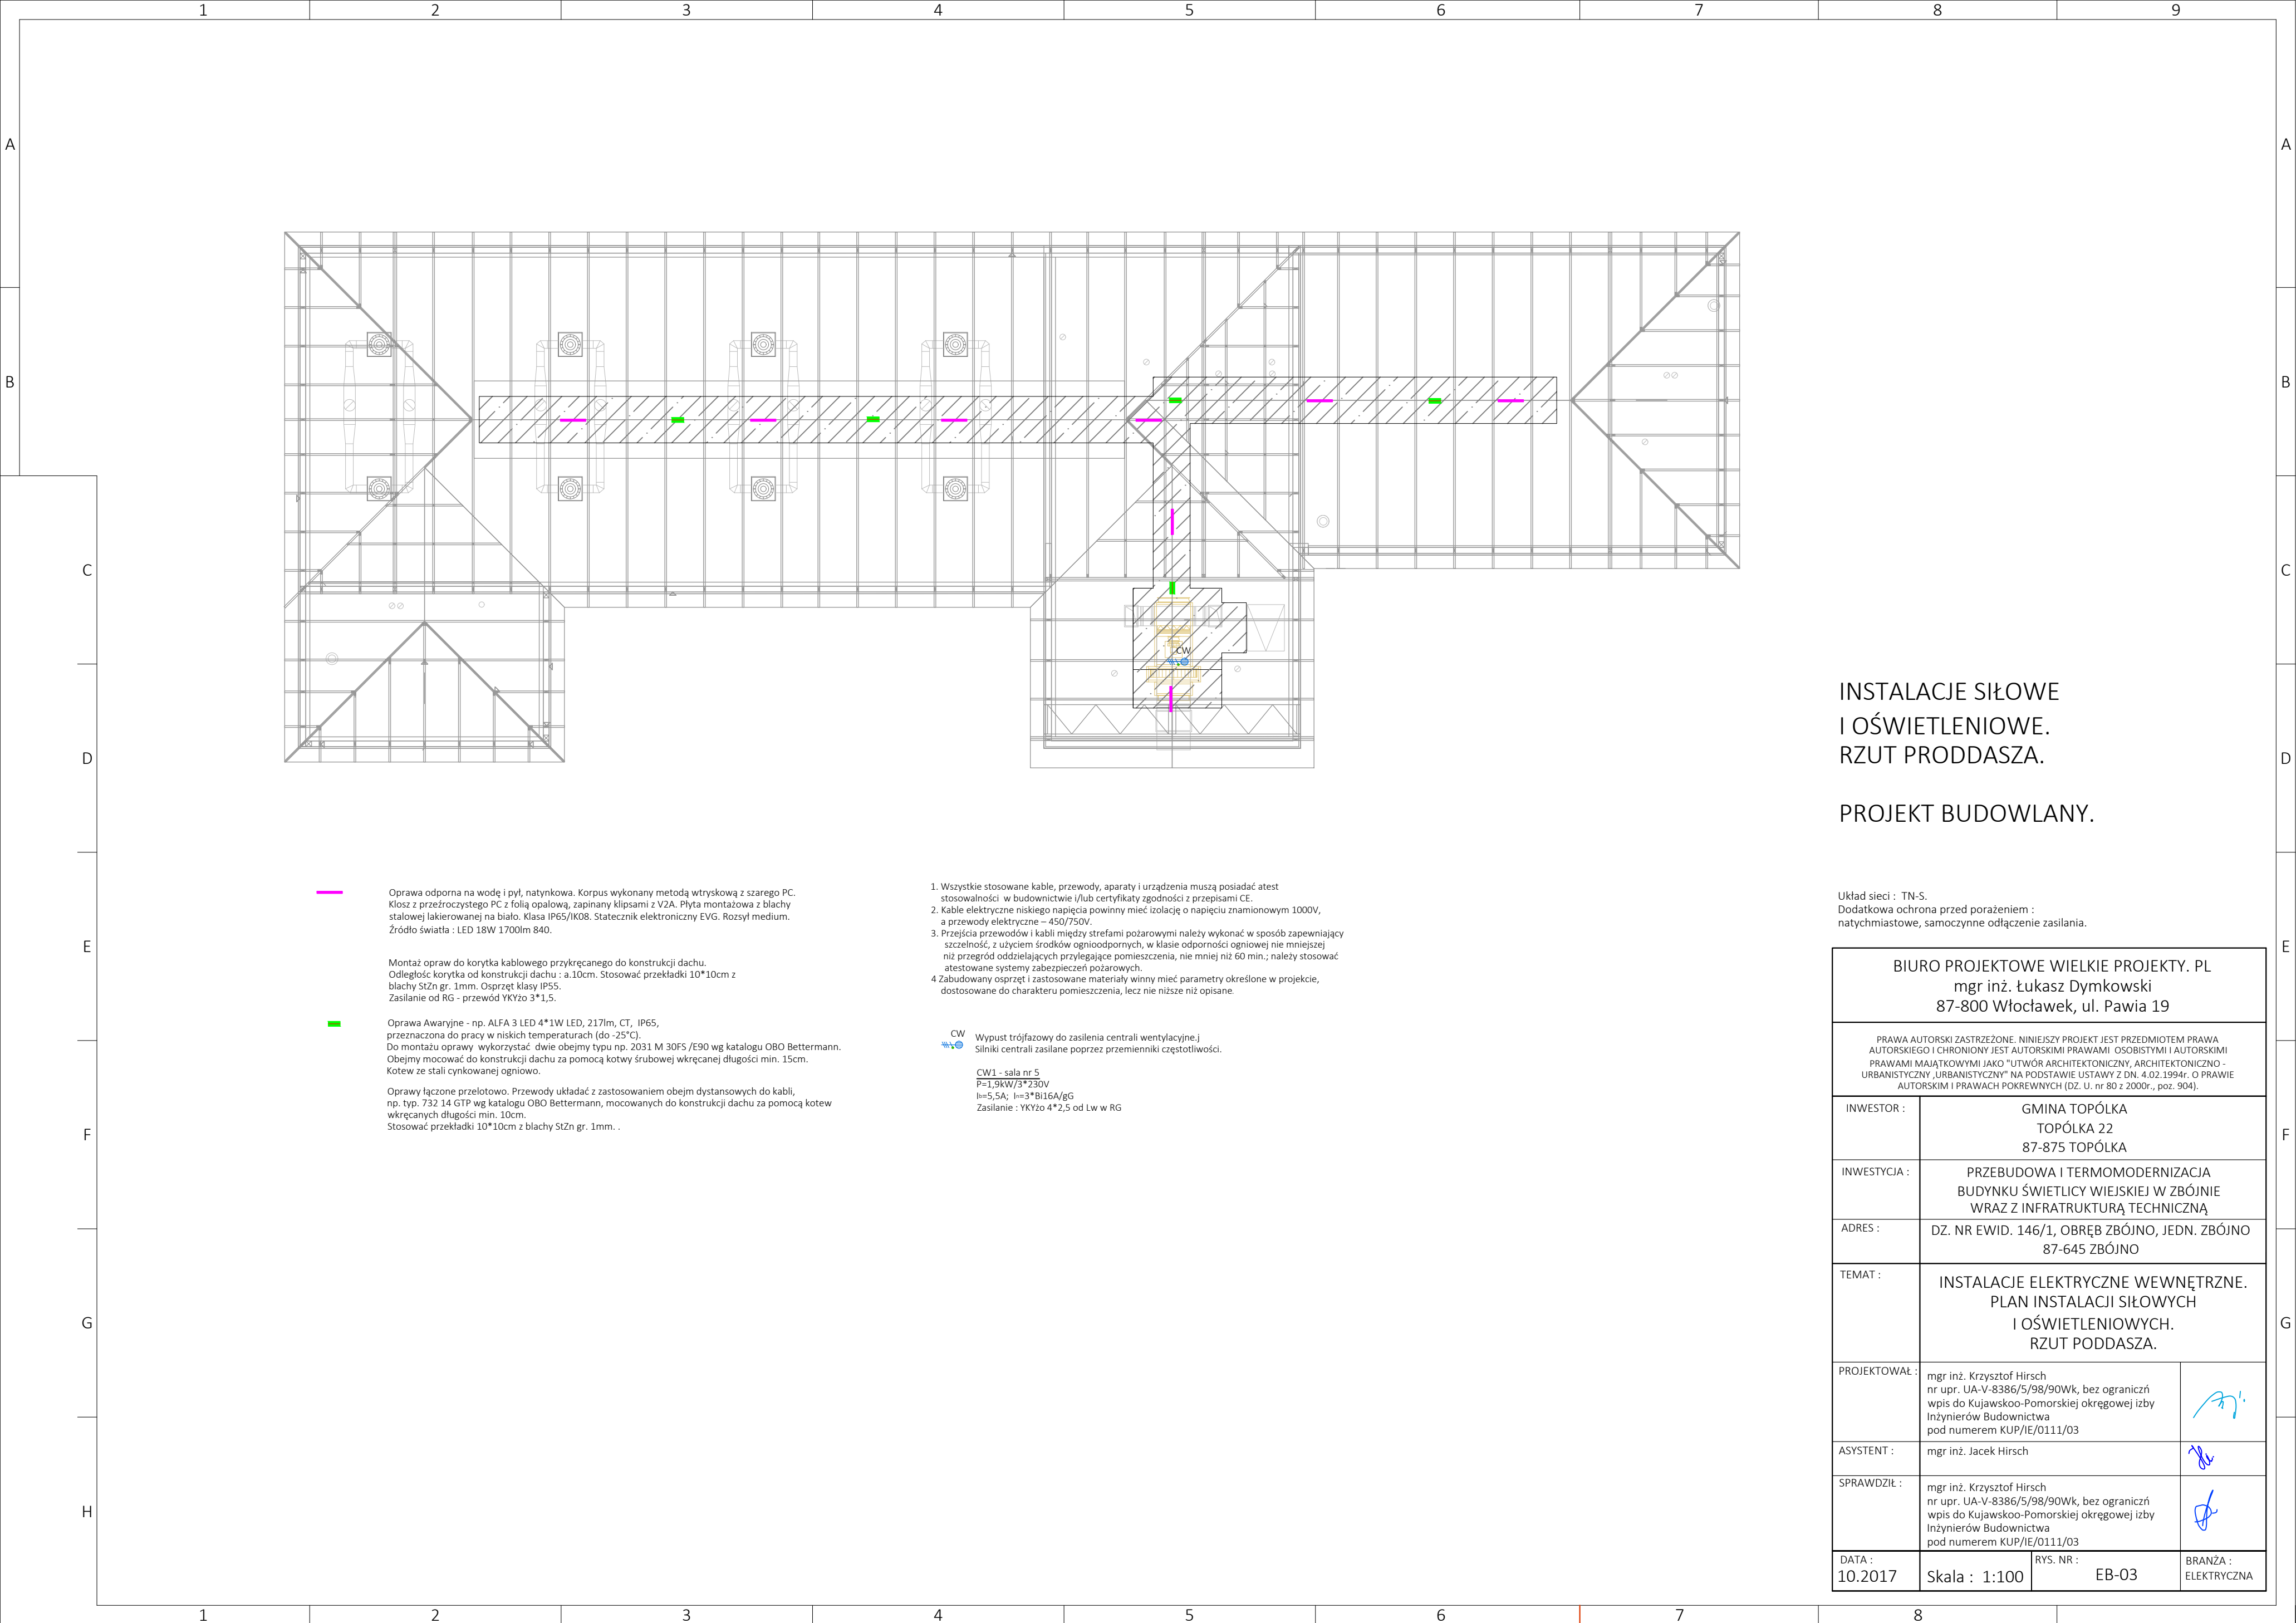 1 2 3 4 5 6 7 8 9
A A
B B
C C
D D
E E
F F
G G
H
CW
INSTALACJE SIŁOWE
I OŚWIETLENIOWE.
RZUT PRODDASZA.
PROJEKT BUDOWLANY.
Układ sieci : TN-S.
Dodatkowa ochrona przed porażeniem :
natychmiastowe, samoczynne odłączenie zasilania.
Oprawa odporna na wodę i pył, natynkowa. Korpus wykonany metodą wtryskową z szarego PC.
Klosz z przeźroczystego PC z folią opalową, zapinany klipsami z V2A. Płyta montażowa z blachy
stalowej lakierowanej na biało. Klasa IP65/IK08. Statecznik elektroniczny EVG. Rozsył medium.
Źródło światła : LED 18W 1700lm 840.
Montaż opraw do korytka kablowego przykręcanego do konstrukcji dachu.
Odległośc korytka od konstrukcji dachu : a.10cm. Stosować przekładki 10*10cm z
blachy StZn gr. 1mm. Osprzęt klasy IP55.
Zasilanie od RG - przewód YKYżo 3*1,5.
Oprawa Awaryjne - np. ALFA 3 LED 4*1W LED, 217lm, CT, IP65,
przeznaczona do pracy w niskich temperaturach (do -25°C).
Do montażu oprawy wykorzystać dwie obejmy typu np. 2031 M 30FS /E90 wg katalogu OBO Bettermann.
Obejmy mocować do konstrukcji dachu za pomocą kotwy śrubowej wkręcanej długości min. 15cm.
Kotew ze stali cynkowanej ogniowo.
Oprawy łączone przelotowo. Przewody układać z zastosowaniem obejm dystansowych do kabli,
np. typ. 732 14 GTP wg katalogu OBO Bettermann, mocowanych do konstrukcji dachu za pomocą kotew
wkręcanych długości min. 10cm.
Stosować przekładki 10*10cm z blachy StZn gr. 1mm. .
1. Wszystkie stosowane kable, przewody, aparaty i urządzenia muszą posiadać atest
stosowalności w budownictwie i/lub certyfikaty zgodności z przepisami CE.
2. Kable elektryczne niskiego napięcia powinny mieć izolację o napięciu znamionowym 1000V,
a przewody elektryczne – 450/750V.
3. Przejścia przewodów i kabli między strefami pożarowymi należy wykonać w sposób zapewniający
szczelność, z użyciem środków ognioodpornych, w klasie odporności ogniowej nie mniejszej
niż przegród oddzielających przylegające pomieszczenia, nie mniej niż 60 min.; należy stosować
atestowane systemy zabezpieczeń pożarowych.
4 Zabudowany osprzęt i zastosowane materiały winny mieć parametry określone w projekcie,
dostosowane do charakteru pomieszczenia, lecz nie niższe niż opisane.
CW
Wypust trójfazowy do zasilenia centrali wentylacyjne.j
Silniki centrali zasilane poprzez przemienniki częstotliwości.
CW1 - sala nr 5
P=1,9kW/3*230V
Ib=5,5A; In=3*Bi16A/gG
Zasilanie : YKYżo 4*2,5 od Lw w RG
BIURO PROJEKTOWE WIELKIE PROJEKTY. PL
mgr inż. Łukasz Dymkowski
87-800 Włocławek, ul. Pawia 19
PRAWA AUTORSKI ZASTRZEŻONE. NINIEJSZY PROJEKT JEST PRZEDMIOTEM PRAWA
AUTORSKIEGO I CHRONIONY JEST AUTORSKIMI PRAWAMI OSOBISTYMI I AUTORSKIMI
PRAWAMI MAJĄTKOWYMI JAKO "UTWÓR ARCHITEKTONICZNY, ARCHITEKTONICZNO -
URBANISTYCZNY ,URBANISTYCZNY" NA PODSTAWIE USTAWY Z DN. 4.02.1994r. O PRAWIE
AUTORSKIM I PRAWACH POKREWNYCH (DZ. U. nr 80 z 2000r., poz. 904).
INWESTOR :
GMINA TOPÓLKA
TOPÓLKA 22
87-875 TOPÓLKA
INWESTYCJA :
PRZEBUDOWA I TERMOMODERNIZACJA
BUDYNKU ŚWIETLICY WIEJSKIEJ W ZBÓJNIE
WRAZ Z INFRATRUKTURĄ TECHNICZNĄ
ADRES :
DZ. NR EWID. 146/1, OBRĘB ZBÓJNO, JEDN. ZBÓJNO
87-645 ZBÓJNO
TEMAT :
INSTALACJE ELEKTRYCZNE WEWNĘTRZNE.
PLAN INSTALACJI SIŁOWYCH
I OŚWIETLENIOWYCH.
RZUT PODDASZA.
PROJEKTOWAŁ :
mgr inż. Krzysztof Hirsch
nr upr. UA-V-8386/5/98/90Wk, bez ograniczń
wpis do Kujawskoo-Pomorskiej okręgowej izby
Inżynierów Budownictwa
pod numerem KUP/IE/0111/03
ASYSTENT :
mgr inż. Jacek Hirsch
SPRAWDZIŁ :
mgr inż. Krzysztof Hirsch
nr upr. UA-V-8386/5/98/90Wk, bez ograniczń
wpis do Kujawskoo-Pomorskiej okręgowej izby
Inżynierów Budownictwa
pod numerem KUP/IE/0111/03
DATA :
10.2017
Skala : 1:100
RYS. NR :
EB-03
BRANŻA :
ELEKTRYCZNA
1 2 3 4 5 6 7 8